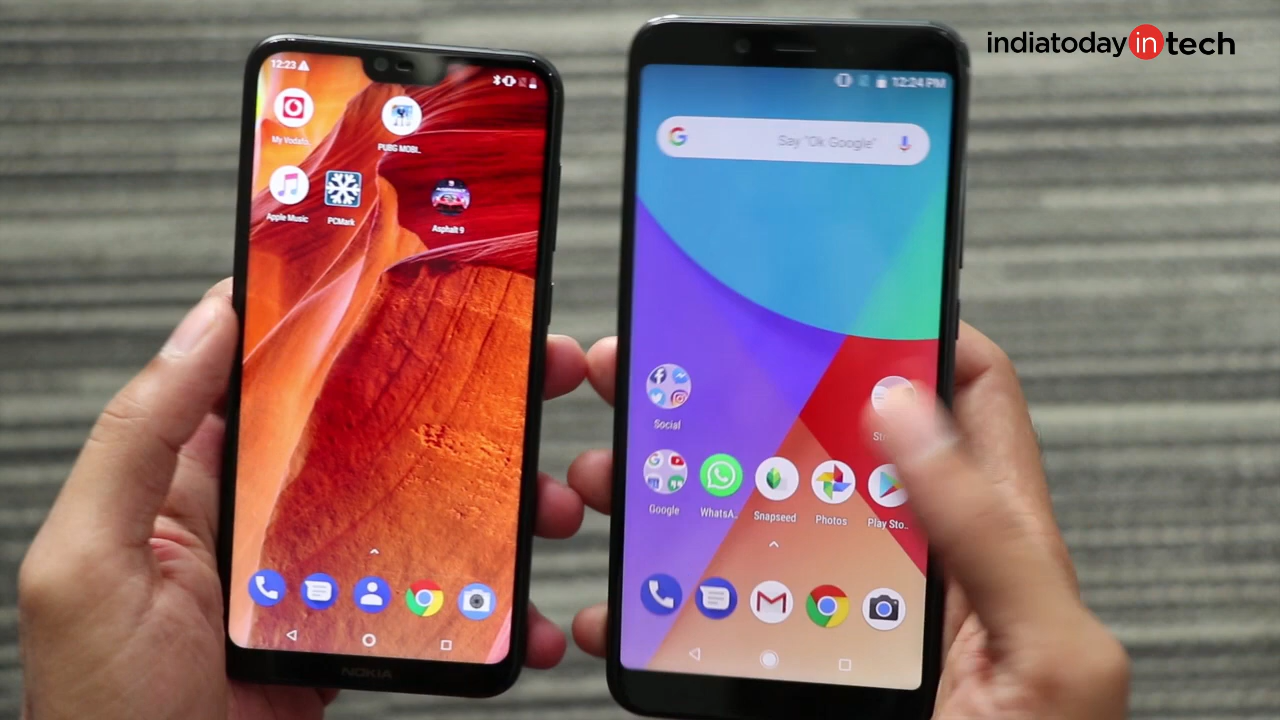 indiatoday in tech
12:23
My Vodafo..
PUBG MOBI..
Apple Music
PCMark
Asphalt 9
NOKIA
12:24 PM
Say "Ok Google"
Social
Google
WhatsA..
Snapseed
Photos
Play Sto..